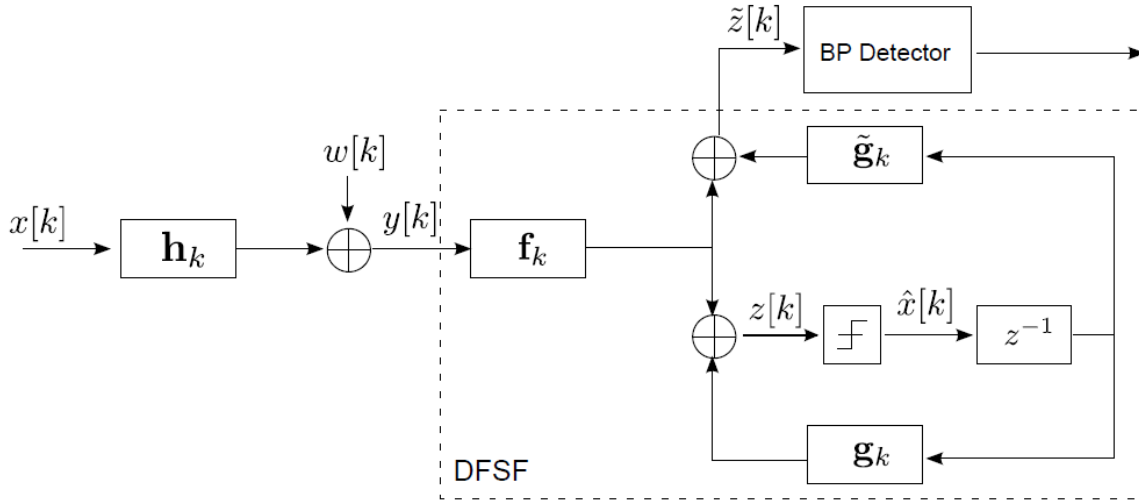 z̃[k]
BP Detector
w[k]
g̃ₖ
x[k]
y[k]
hₖ
fₖ
z[k]
x̂[k]
z⁻¹
gₖ
DFSF